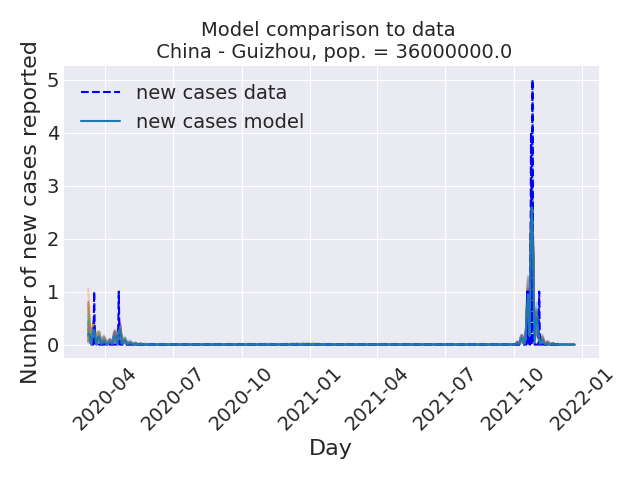 Model comparison to data
China - Guizhou, pop. = 36000000.0
new cases data
new cases model
Number of new cases reported
5
4
3
2
1
0
2020-04
2020-07
2020-10
2021-01
2021-04
2021-07
2021-10
2022-01
Day